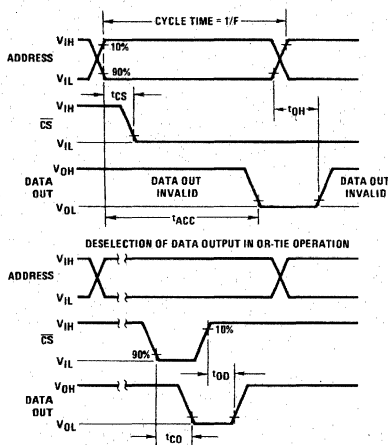 CYCLE TIME = 1/F
VIH
10%
ADDRESS
90%
VIL
tCS
VIH
tOH
CS
VIL
VOH
DATA OUT
DATA OUT INVALID
DATA OUT INVALID
VOL
tACC
DESELECTION OF DATA OUTPUT IN OR-TIE OPERATION
VIH
ADDRESS
VIL
VIH
10%
CS
90%
VIL
tOD
VOH
DATA OUT
VOL
tCO